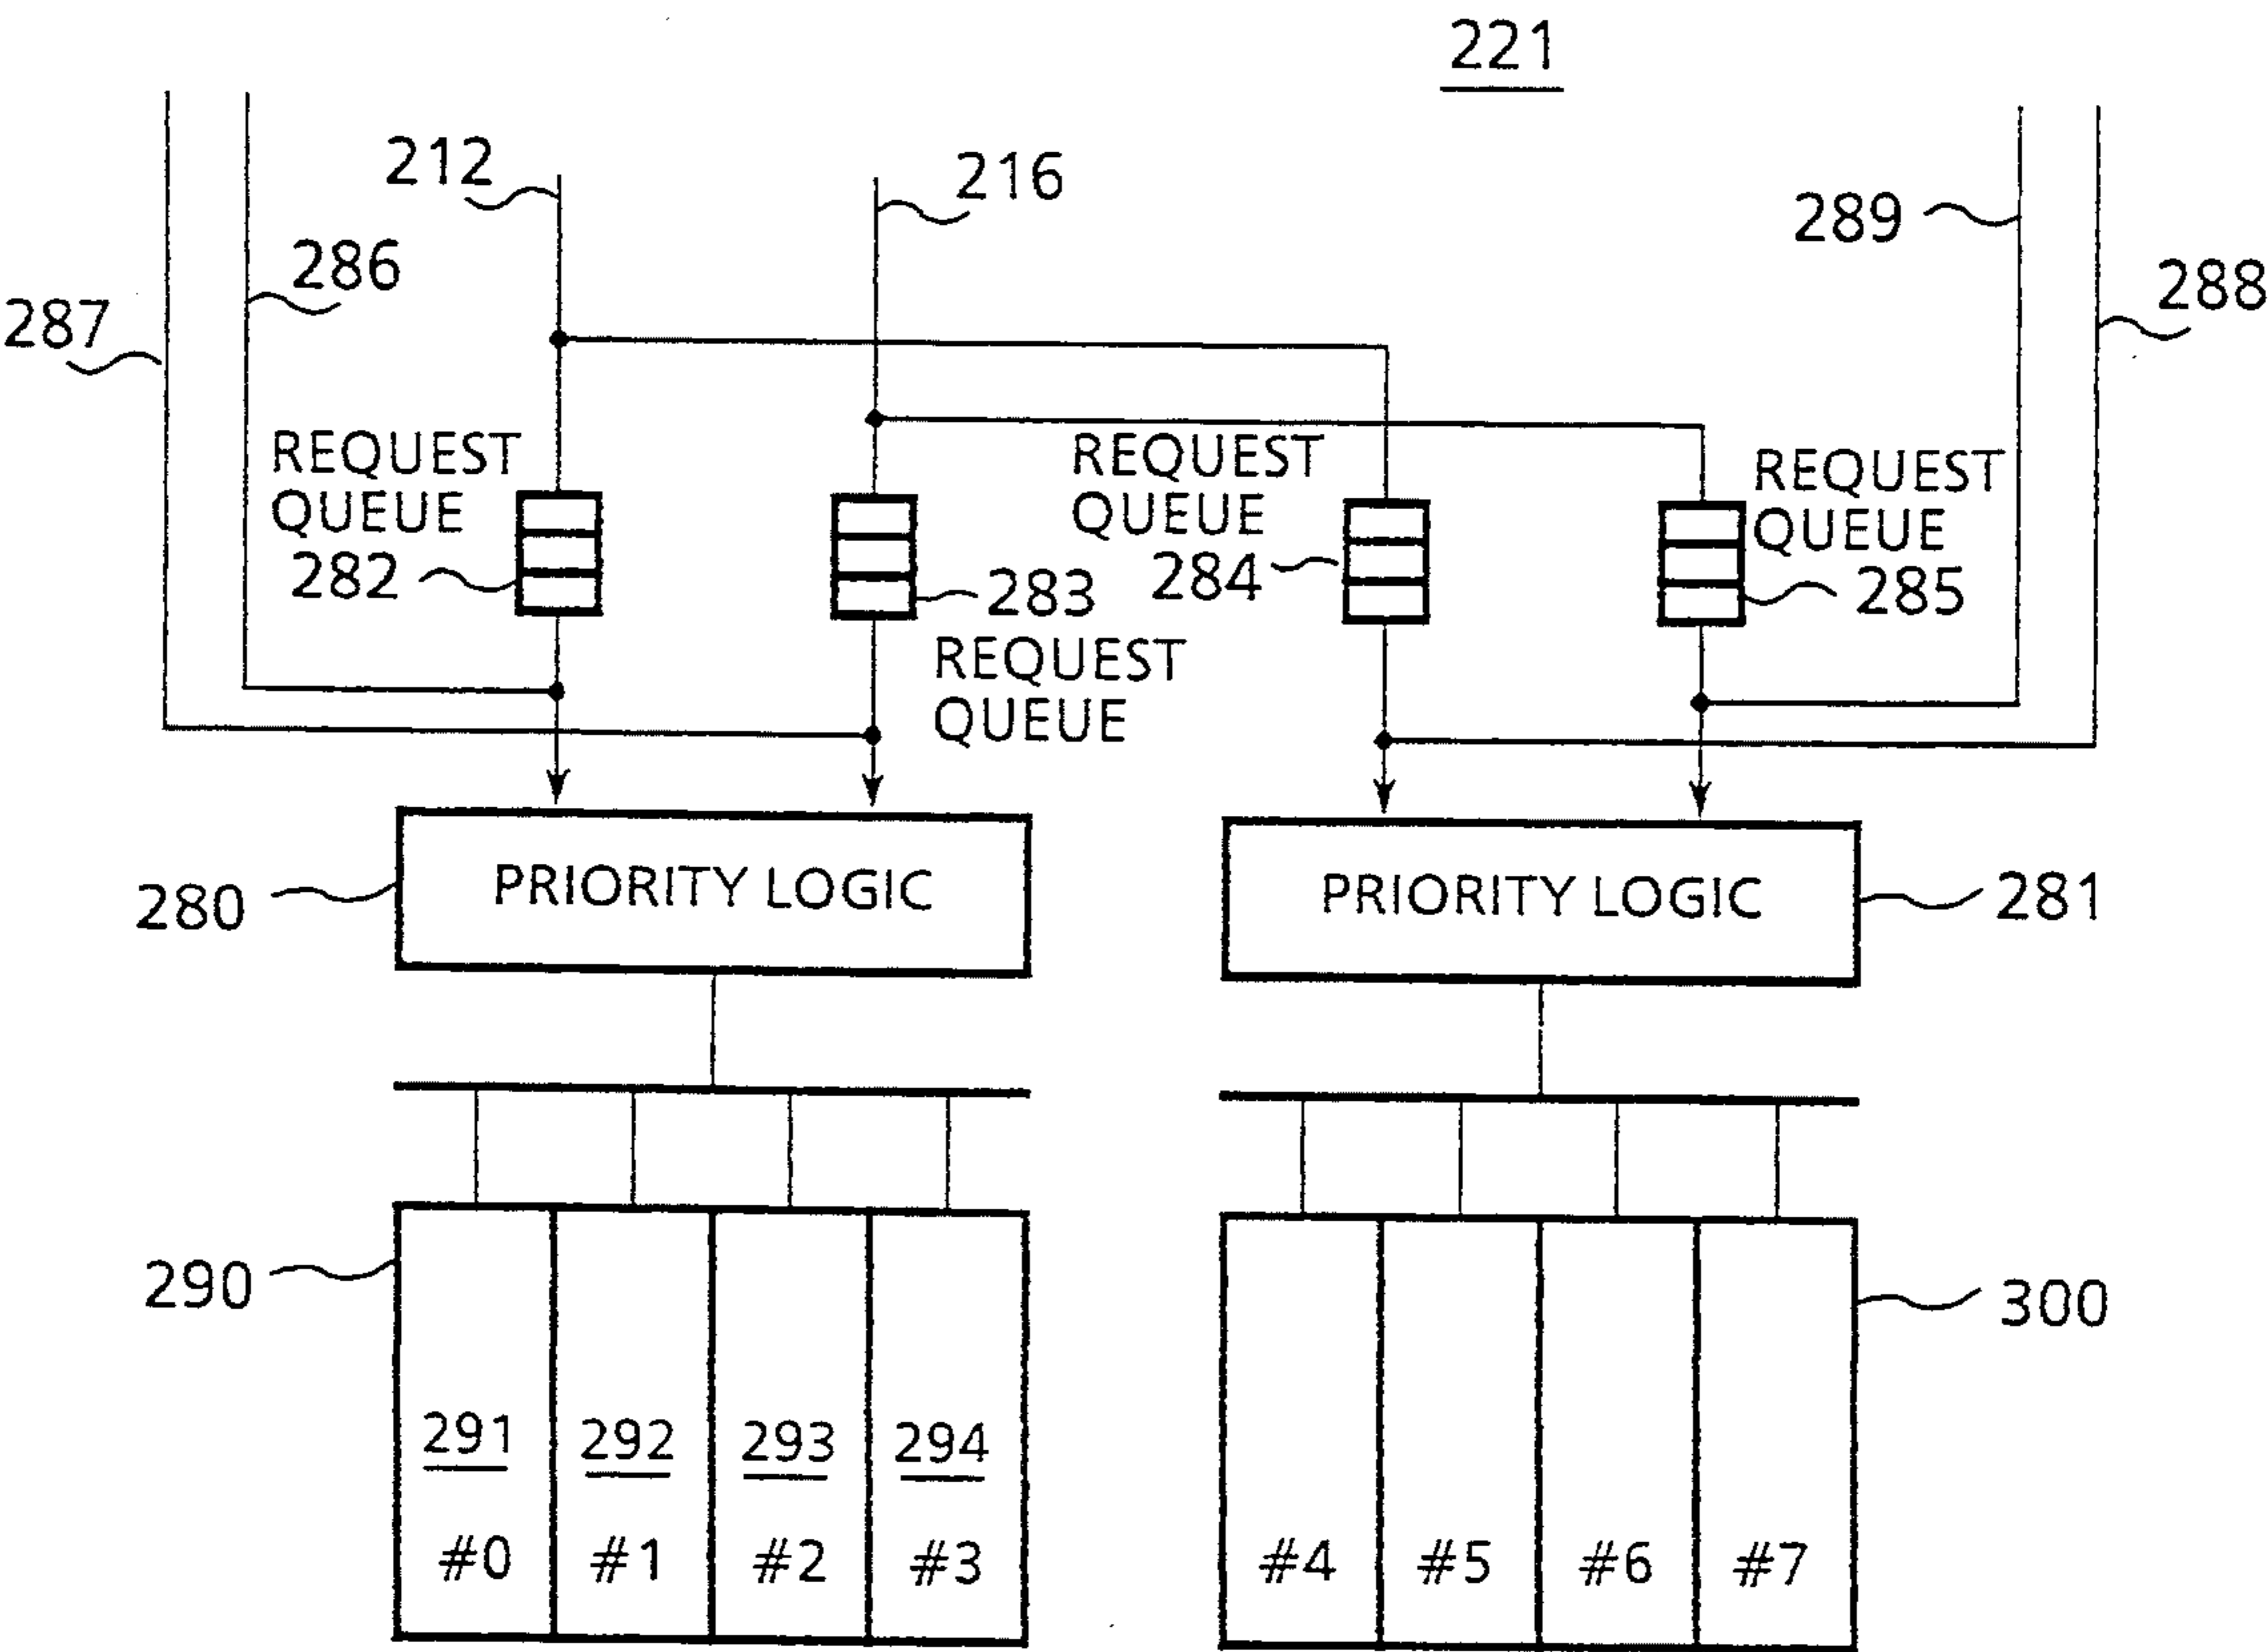 221
212
216
289
286
288
287
REQUEST
QUEUE
282
283
REQUEST
QUEUE
REQUEST
QUEUE
284
REQUEST
QUEUE
285
280
PRIORITY LOGIC
PRIORITY LOGIC
281
290
300
291
292
293
294
#0
#1
#2
#3
#4
#5
#6
#7